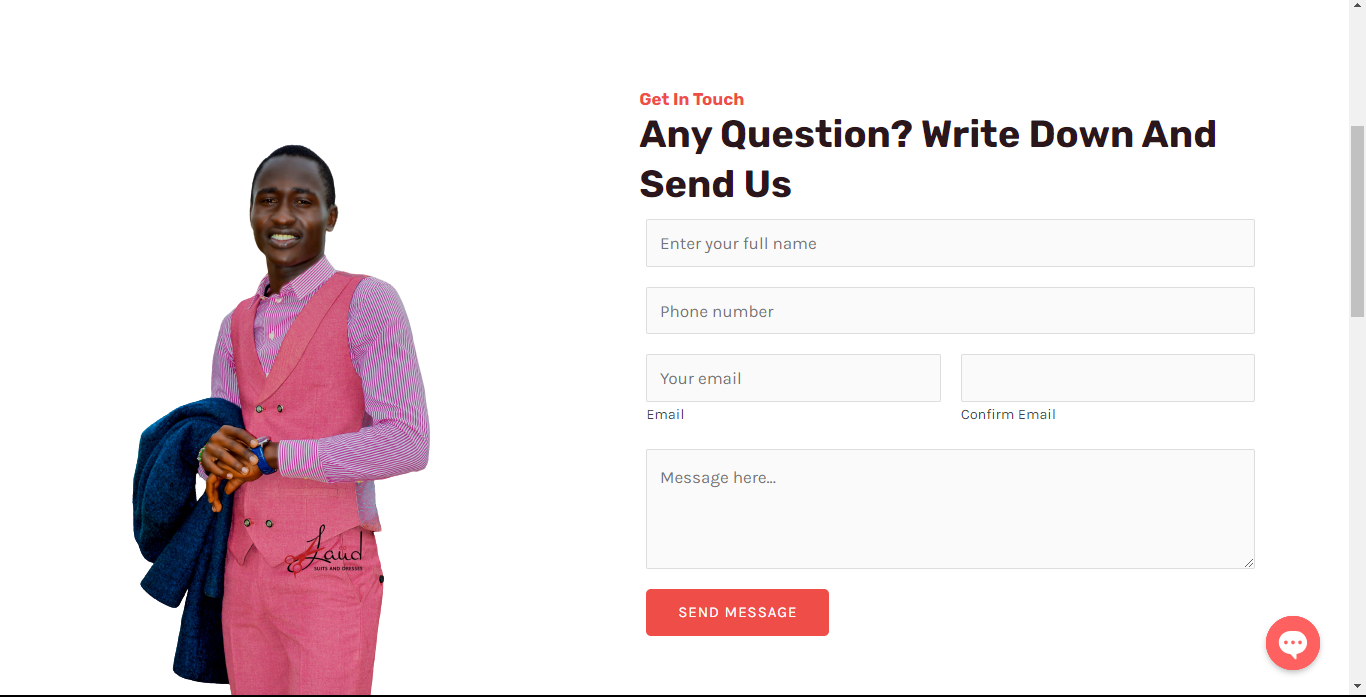 Get In Touch
Any Question? Write Down And
Send Us
Enter your full name
Phone number
Your email
Email
Confirm Email
Message here...
Laud
SUITS AND DRESSES
SEND MESSAGE